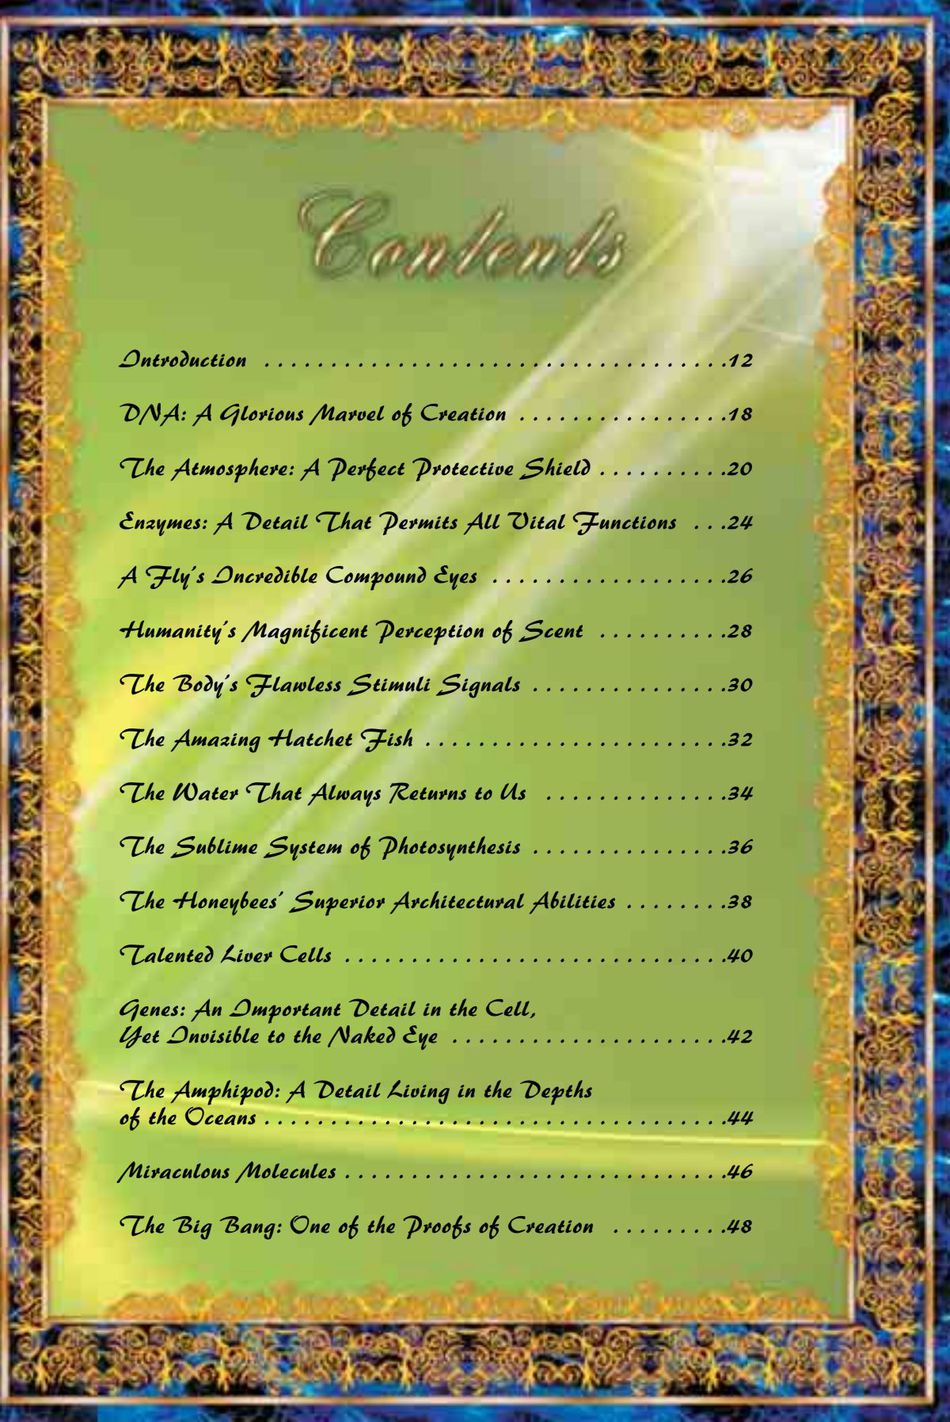 Contents
Introduction . . . . . . . . . . . . . . . . . . . . . . . . . . . . . . . . . . .12
DNA: A Glorious Marvel of Creation . . . . . . . . . . . . . . . .18
The Atmosphere: A Perfect Protective Shield . . . . . . . . . .20
Enzymes: A Detail That Permits All Vital Functions . . .24
A Fly's Incredible Compound Eyes . . . . . . . . . . . . . . . . . .26
Humanity's Magnificent Perception of Scent . . . . . . . . . .28
The Body's Flawless Stimuli Signals . . . . . . . . . . . . . . .30
The Amazing Hatchet Fish . . . . . . . . . . . . . . . . . . . . . . .32
The Water That Always Returns to Us . . . . . . . . . . . . . .34
The Sublime System of Photosynthesis . . . . . . . . . . . . . . .36
The Honeybees' Superior Architectural Abilities . . . . . . . .38
Talented Liver Cells . . . . . . . . . . . . . . . . . . . . . . . . . . . . .40
Genes: An Important Detail in the Cell,
Yet Invisible to the Naked Eye . . . . . . . . . . . . . . . . . . . . .42
The Amphipod: A Detail Living in the Depths
of the Oceans . . . . . . . . . . . . . . . . . . . . . . . . . . . . . . . . . . .44
Miraculous Molecules . . . . . . . . . . . . . . . . . . . . . . . . . . . . .46
The Big Bang: One of the Proofs of Creation . . . . . . . . .48